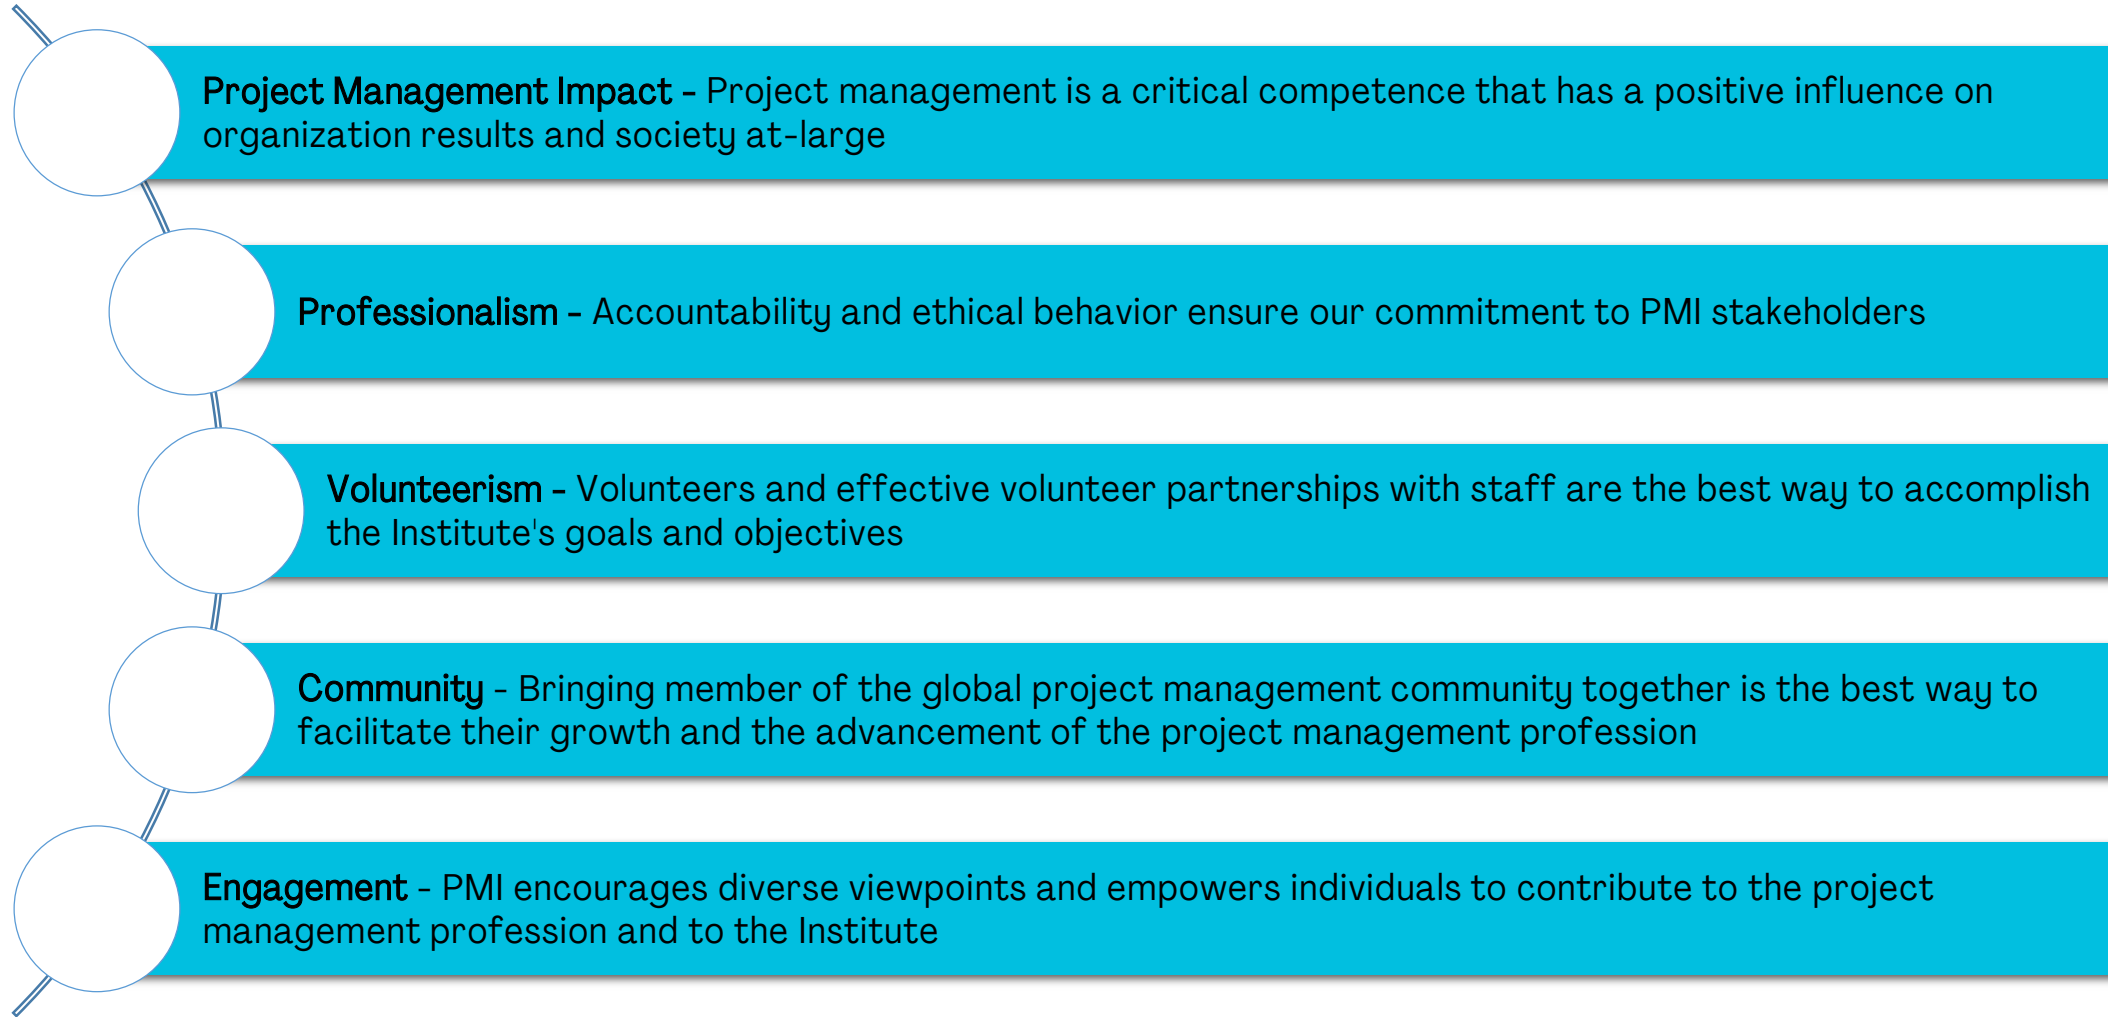 Project Management Impact - Project management is a critical competence that has a positive influence on
organization results and society at-large
Professionalism - Accountability and ethical behavior ensure our commitment to PMI stakeholders
Volunteerism - Volunteers and effective volunteer partnerships with staff are the best way to accomplish
the Institute's goals and objectives
Community - Bringing member of the global project management community together is the best way to
facilitate their growth and the advancement of the project management profession
Engagement - PMI encourages diverse viewpoints and empowers individuals to contribute to the project
management profession and to the Institute